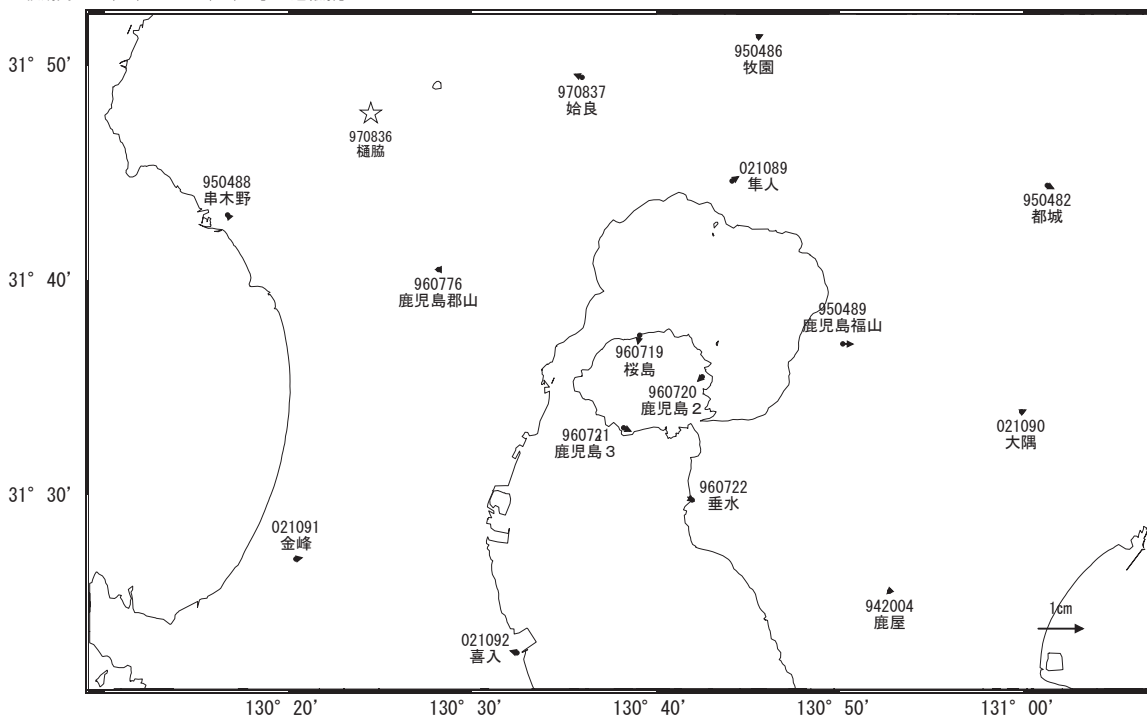 950486
牧園
31° 50′
970837
姶良
970836
樋脇
021089
隼人
950488
串木野
950482
都城
31° 40′
960776
鹿児島郡山
950489
鹿児島福山
960719
桜島
960720
鹿児島２
021090
大隅
960721
鹿児島３
31° 30′
960722
垂水
021091
金峰
942004
鹿屋
1cm
021092
喜入
130° 20′
130° 30′
130° 40′
130° 50′
131° 00′